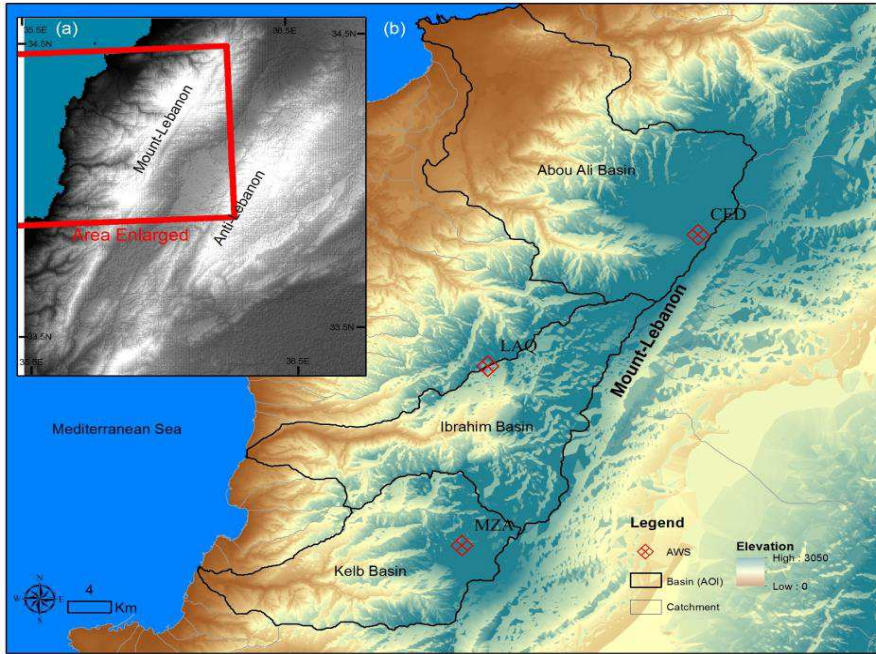 35.5E
(a)
36.5E
34.5N
34.5N
Mount-Lebanon
Anti-Lebanon
Area Enlarged
33.5N
33.5N
35.5E
36.5E
(b)
Abou Ali Basin
CED
Mount-Lebanon
LAQ
Mediterranean Sea
Ibrahim Basin
MZA
Kelb Basin
Legend
AWS
Basin (AOI)
Catchment
Elevation
High : 3050
Low : 0
N
W
E
S
4
Km